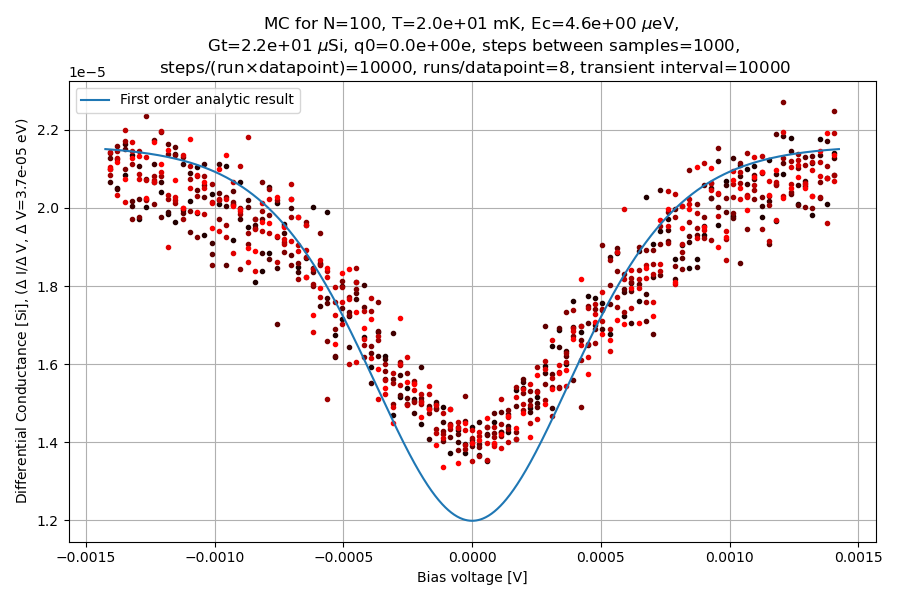 MC for N=100, T=2.0e+01 mK, Ec=4.6e+00 μeV,
Gt=2.2e+01 μSi, q0=0.0e+00e, steps between samples=1000,
steps/(run×datapoint)=10000, runs/datapoint=8, transient interval=10000
1e−5
First order analytic result
2.2
2.0
1.8
1.6
1.4
1.2
Differential Conductance [Si], (Δ I/Δ V, Δ V=3.7e-05 eV)
−0.0015 −0.0010 −0.0005 0.0000 0.0005 0.0010 0.0015
Bias voltage [V]